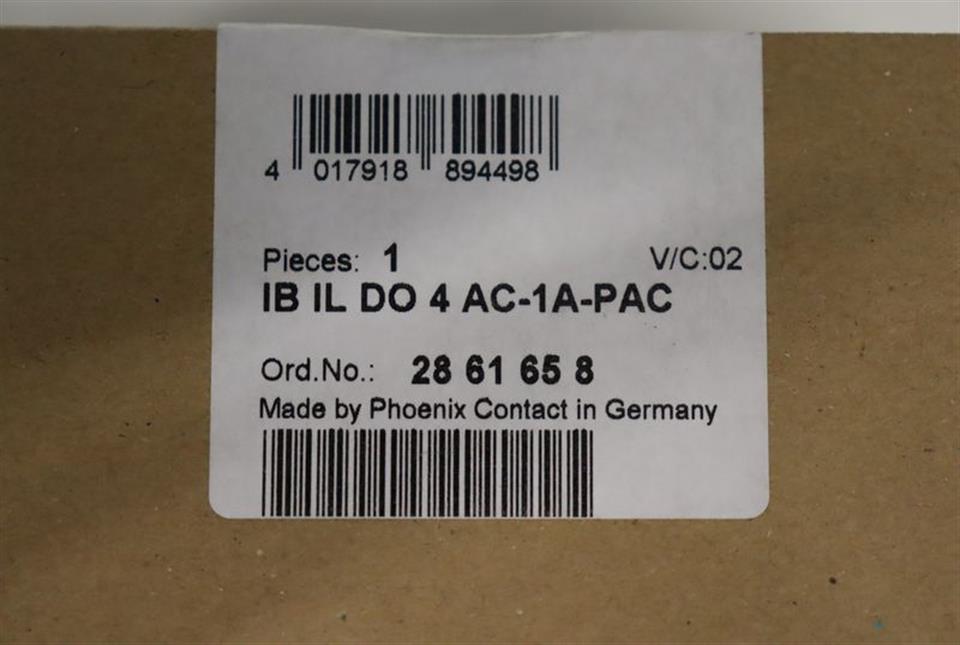 4 017918 894498
Pieces: 1 V/C:02
IB IL DO 4 AC-1A-PAC
Ord.No.: 28 61 65 8
Made by Phoenix Contact in Germany